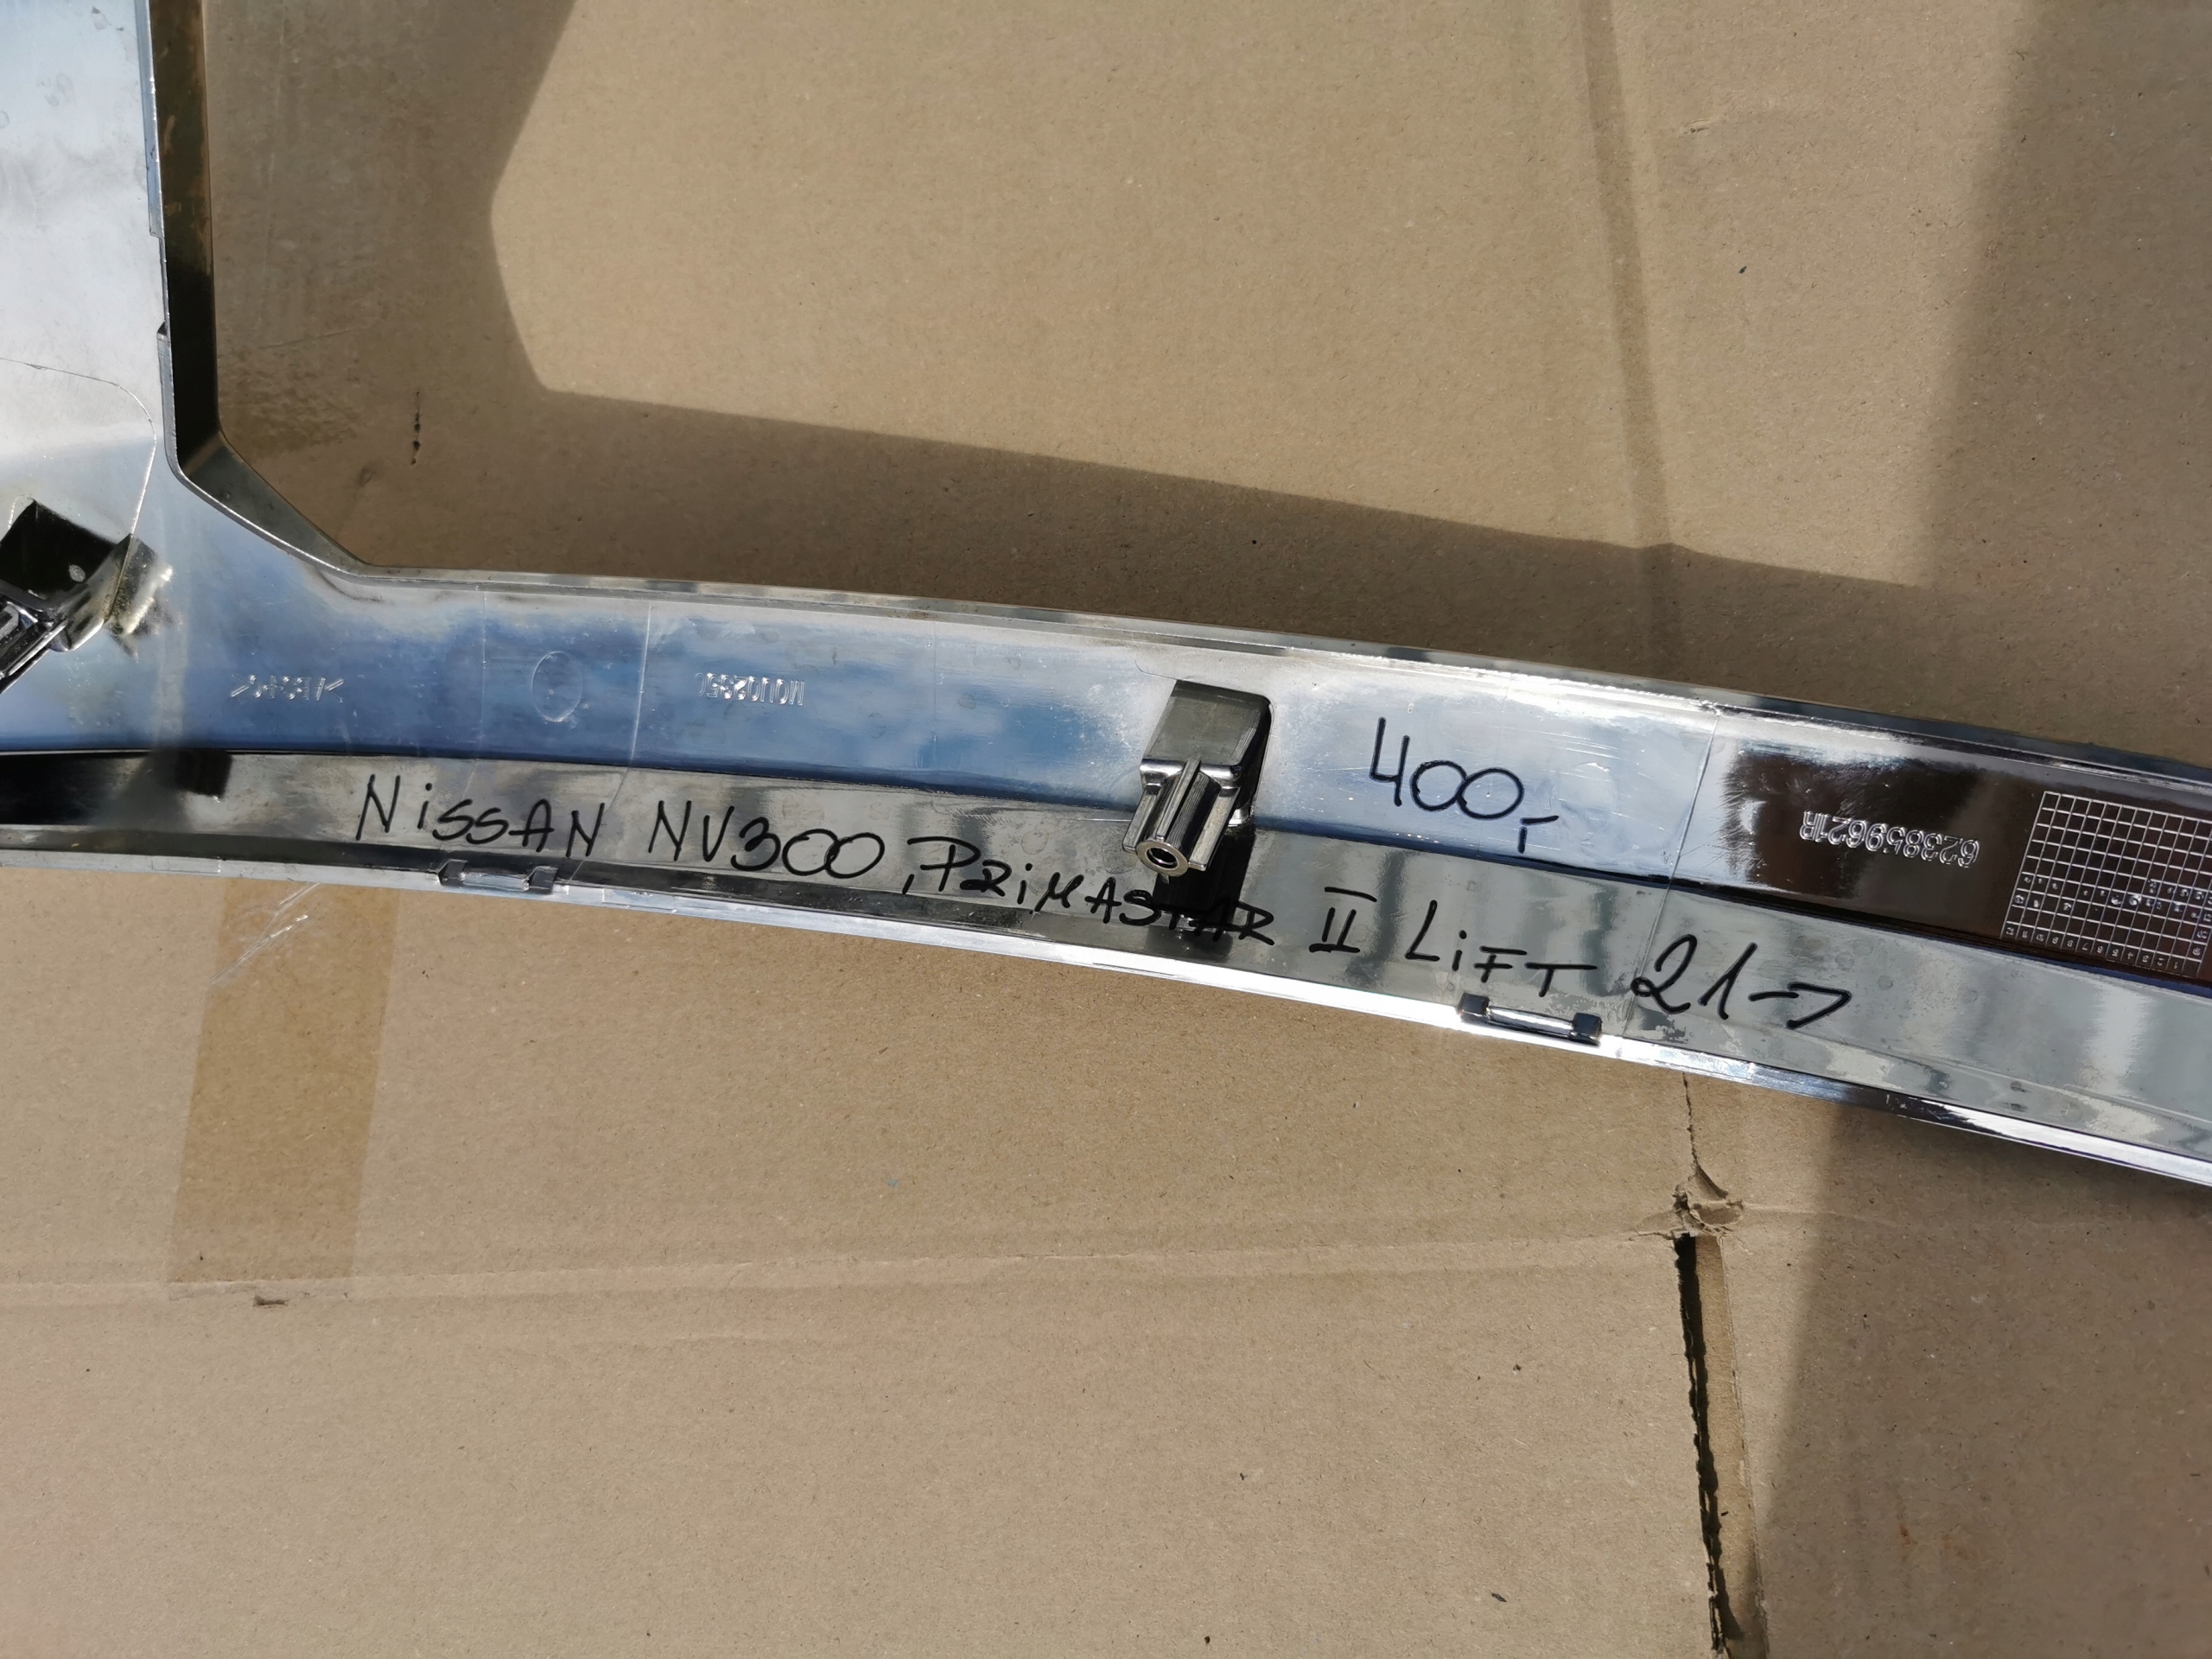 400,-
NiSSAN NV300, PRiMASTAR II LiFT 21->
623859621R